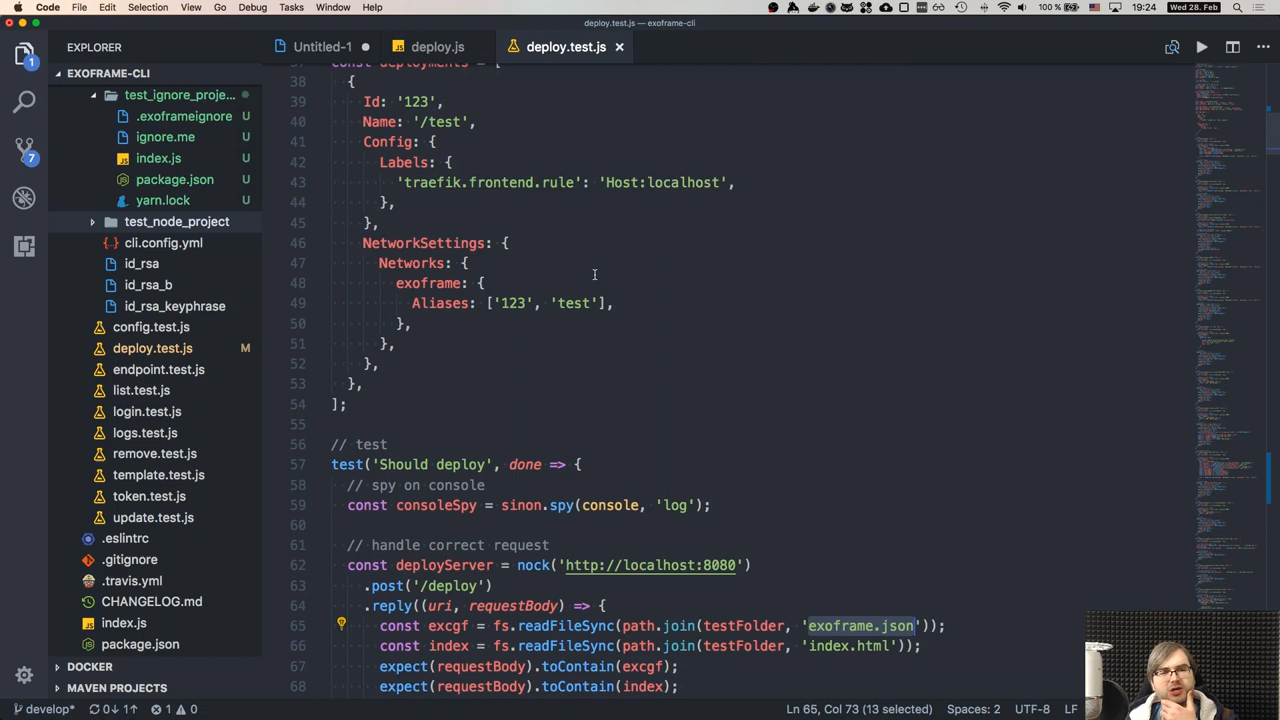 Code File Edit Selection View Go Debug Tasks Window Help
100 % 19:24 Wed 28. Feb
deploy.test.js — exoframe-cli
1
EXPLORER
Untitled-1
deploy.js
deploy.test.js
EXOFRAME-CLI
test_ignore_proje...
.exoframeignore U
ignore.me U
index.js U
package.json U
yarn.lock U
test_node_project
cli.config.yml
id_rsa
id_rsa_b
id_rsa_keyphrase
config.test.js
deploy.test.js M
endpoint.test.js
list.test.js
login.test.js
logs.test.js
remove.test.js
template.test.js
token.test.js
update.test.js
.eslintrc
.gitignore
.travis.yml
CHANGELOG.md
index.js
package.json
DOCKER
MAVEN PROJECTS
7
37 const deployments = [
38 {
39 Id: '123',
40 Name: '/test',
41 Config: {
42 Labels: {
43 'traefik.frontend.rule': 'Host:localhost',
44 },
45 },
46 NetworkSettings: {
47 Networks: {
48 exoframe: {
49 Aliases: ['123', 'test'],
50 },
51 },
52 },
53 },
54 ];
55
56 // test
57 test('Should deploy', done => {
58 // spy on console
59 const consoleSpy = sinon.spy(console, 'log');
60
61 // handle correct request
62 const deployServer = nock('http://localhost:8080')
63 .post('/deploy')
64 .reply((uri, requestBody) => {
65 const excgf = fs.readFileSync(path.join(testFolder, 'exoframe.json'));
66 const index = fs.readFileSync(path.join(testFolder, 'index.html'));
67 expect(requestBody).toContain(excgf);
68 expect(requestBody).toContain(index);
develop* 0↓ 1↑ 1 0
Ln 65, Col 73 (13 selected)
UTF-8
LF